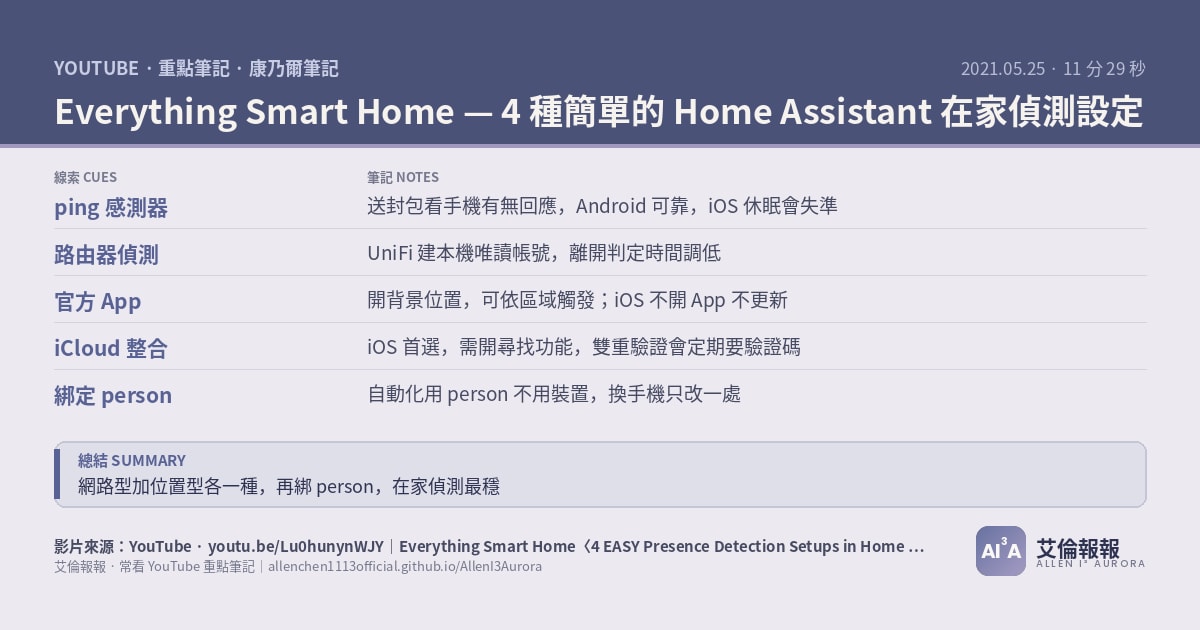 YOUTUBE · 重點筆記 · 康乃爾筆記
2021.05.25 · 11 分 29 秒
Everything Smart Home — 4 種簡單的 Home Assistant 在家偵測設定
線索 CUES
筆記 NOTES
ping 感測器
送封包看手機有無回應，Android 可靠，iOS 休眠會失準
路由器偵測
UniFi 建本機唯讀帳號，離開判定時間調低
官方 App
開背景位置，可依區域觸發；iOS 不開 App 不更新
iCloud 整合
iOS 首選，需開尋找功能，雙重驗證會定期要驗證碼
綁定 person
自動化用 person 不用裝置，換手機只改一處
總結 SUMMARY
網路型加位置型各一種，再綁 person，在家偵測最穩
影片來源：YouTube · youtu.be/Lu0hunynWJY｜Everything Smart Home〈4 EASY Presence Detection Setups in Home …
艾倫報報 · 常看 YouTube 重點筆記｜allenchen1113official.github.io/AllenI3Aurora
AI³A
艾倫報報
ALLEN I³ AURORA